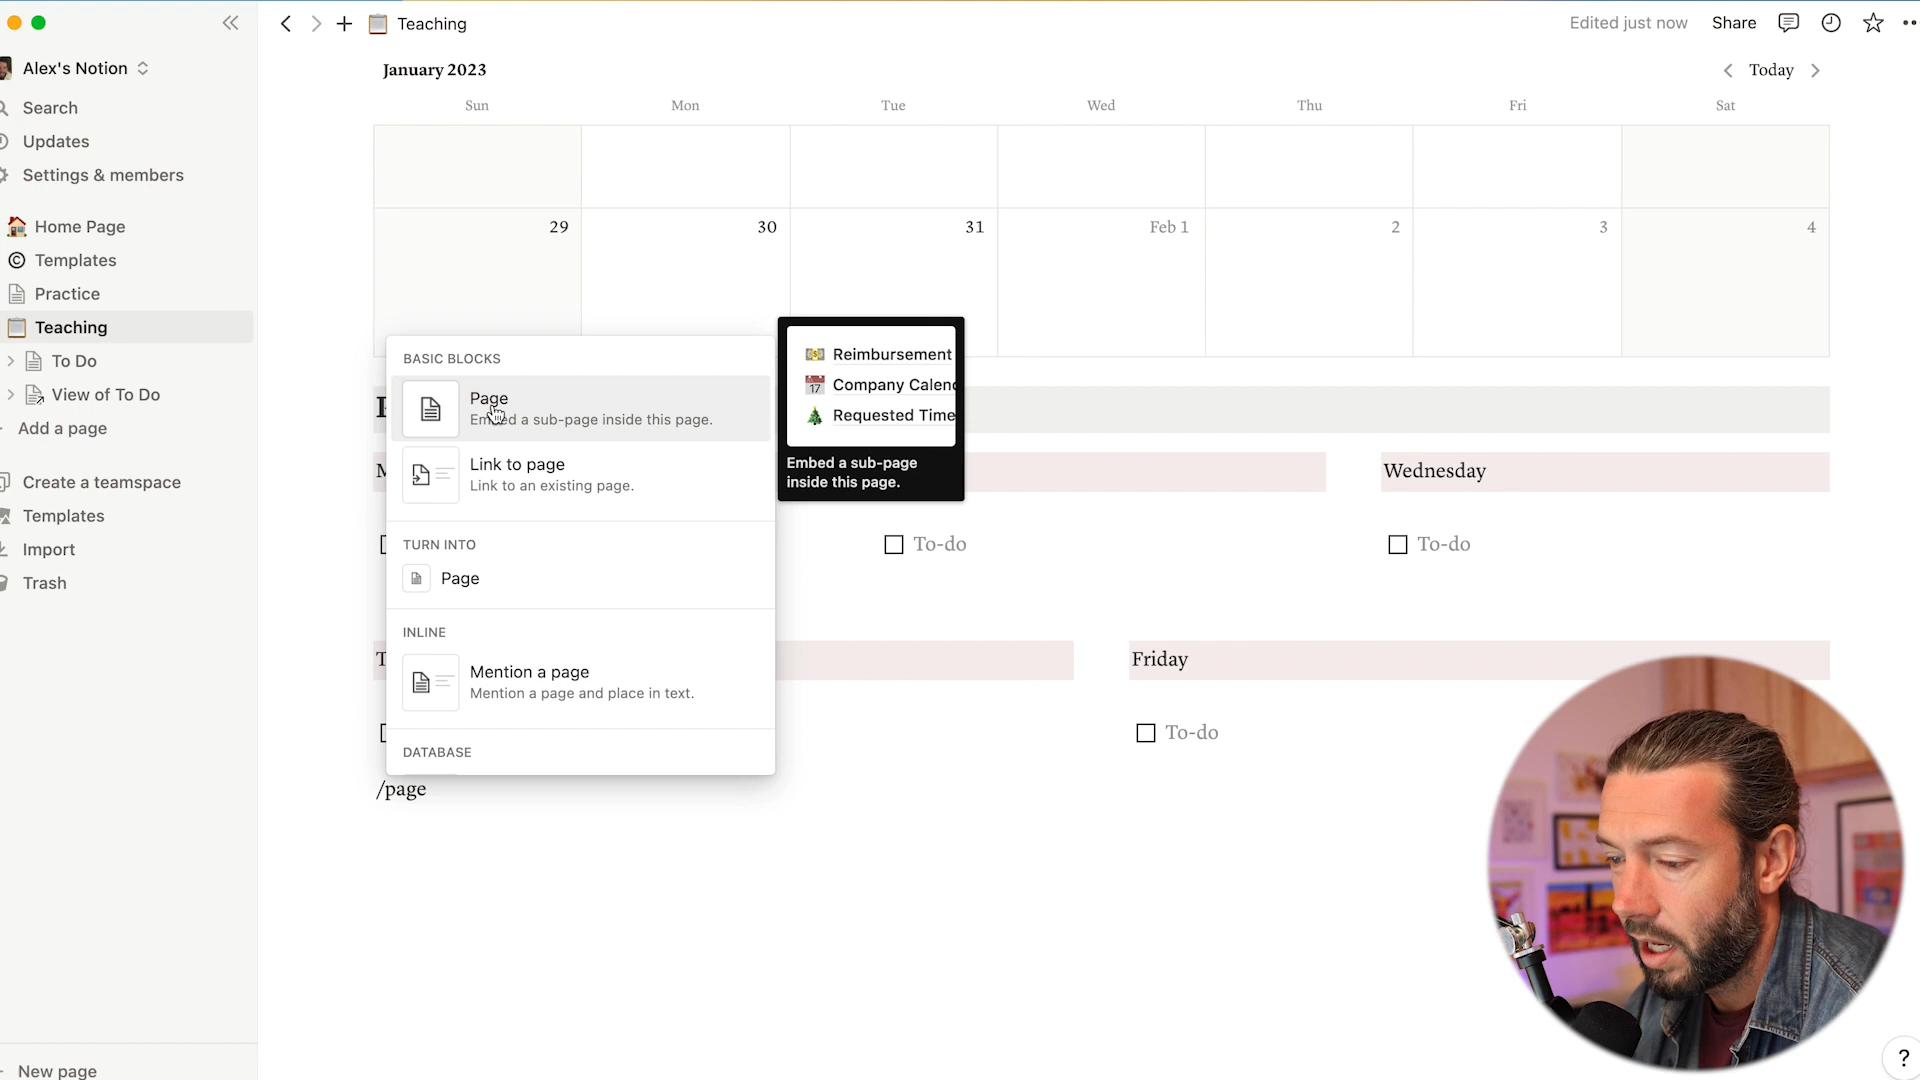 Teaching
Edited just now
Share
Alex's Notion
Search
Updates
Settings & members
Home Page
Templates
Practice
Teaching
To Do
View of To Do
Add a page
Create a teamspace
Templates
Import
Trash
New page
January 2023
Today
Sun Mon Tue Wed Thu Fri Sat
29 30 31 Feb 1 2 3 4
BASIC BLOCKS
Page
Embed a sub-page inside this page.
Link to page
Link to an existing page.
TURN INTO
Page
INLINE
Mention a page
Mention a page and place in text.
DATABASE
Reimbursement
17 Company Calen
Requested Time
Embed a sub-page
inside this page.
Wednesday
To-do
To-do
Friday
To-do
/page
?